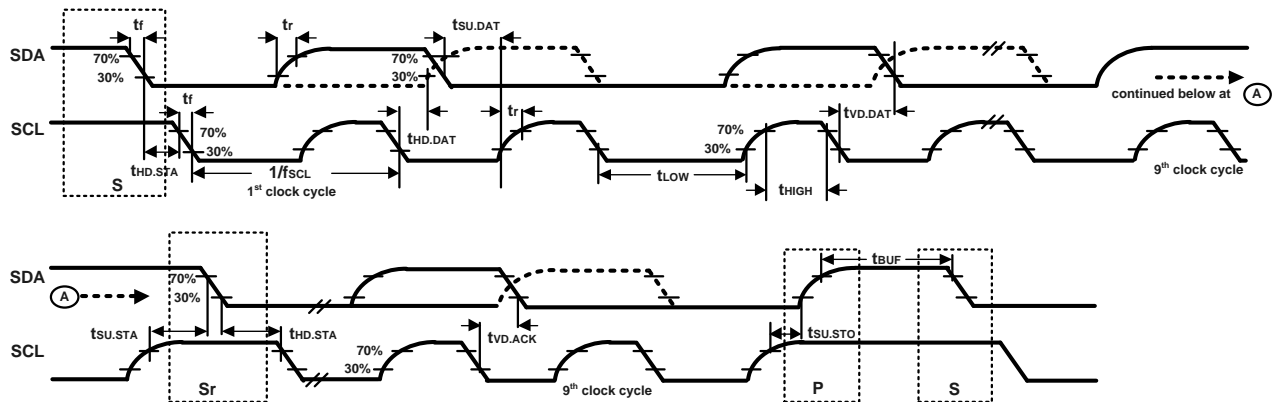 tf
tr
tSU.DAT
SDA
70%
30%
70%
30%
continued below at A
tf
tHD.DAT
tr
tVD.DAT
SCL
70%
30%
70%
30%
tHD.STA
1/fSCL
1st clock cycle
tLOW
tHIGH
9th clock cycle
S
SDA
70%
30%
A
tBUF
tSU.STA
tHD.STA
tVD.ACK
tSU.STO
SCL
70%
30%
Sr
9th clock cycle
P
S